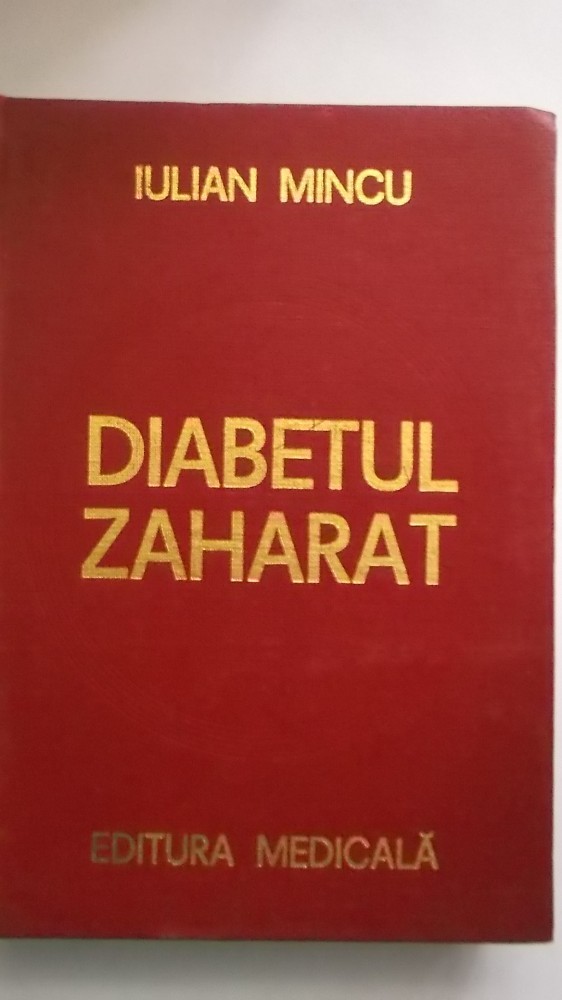 IULIAN MINCU
DIABETUL
ZAHARAT
EDITURA MEDICALĂ